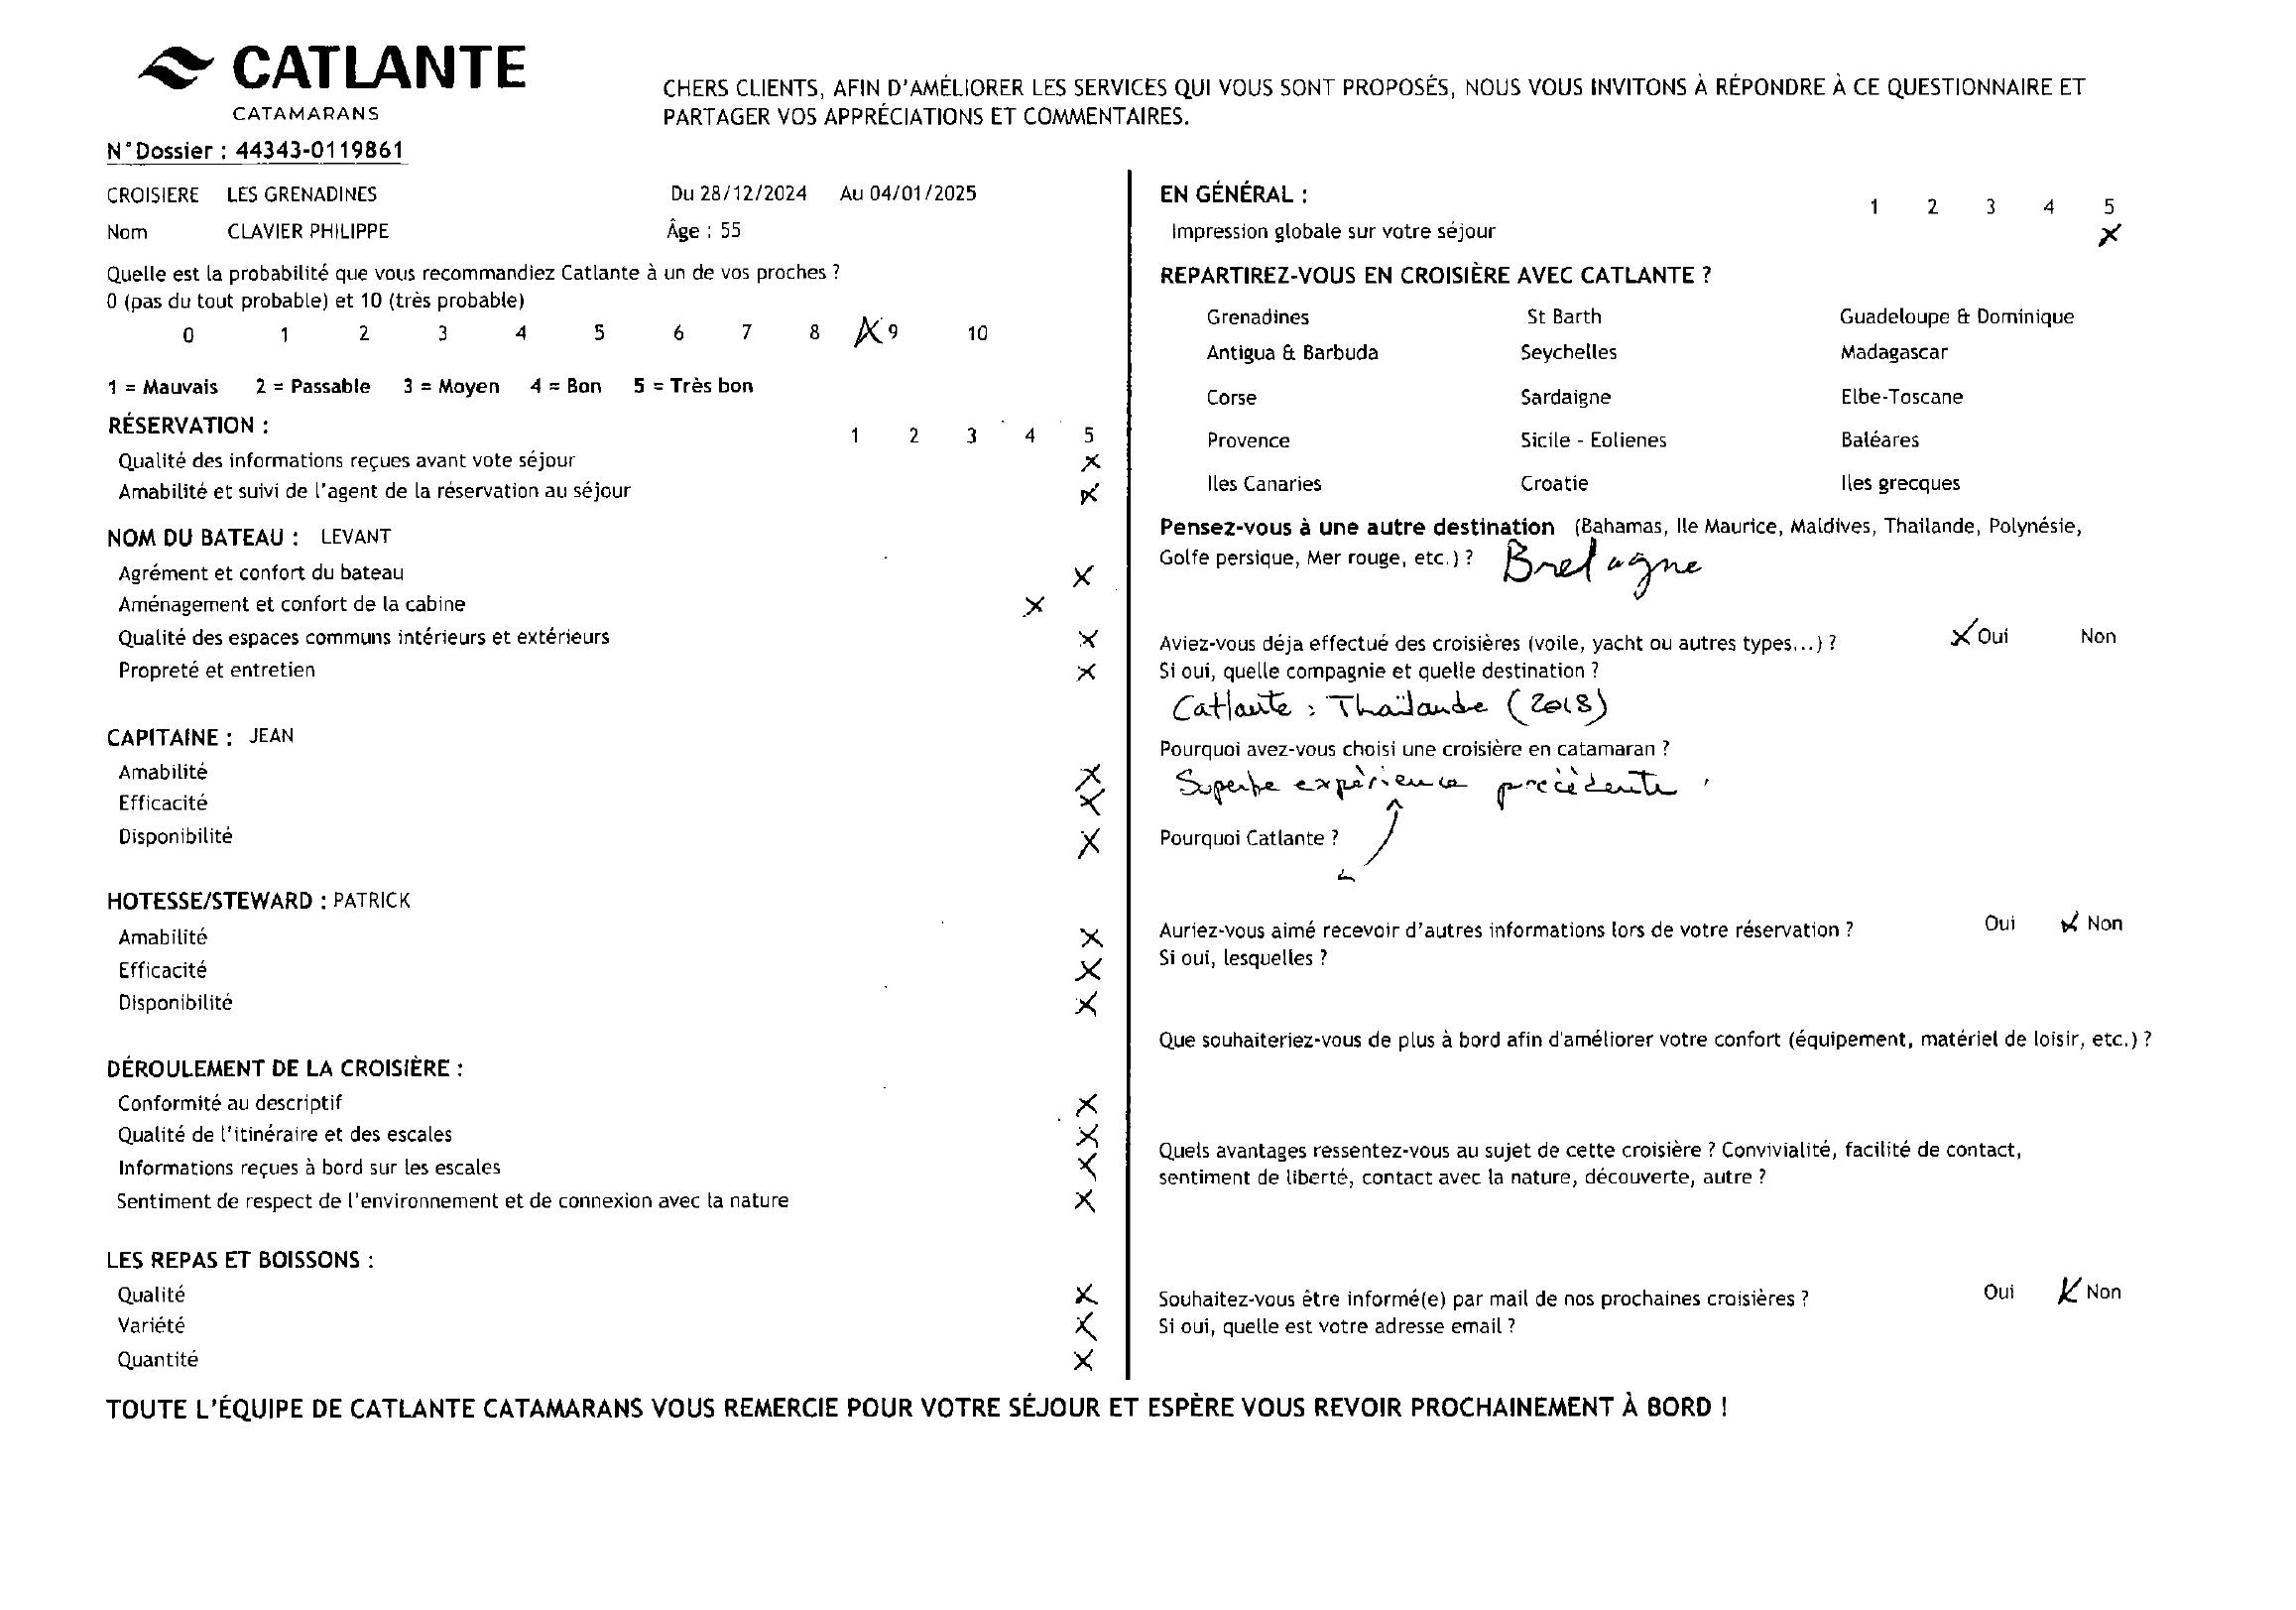 CATLANTE
CATAMARANS
CHERS CLIENTS, AFIN D'AMÉLIORER LES SERVICES QUI VOUS SONT PROPOSÉS, NOUS VOUS INVITONS À RÉPONDRE À CE QUESTIONNAIRE ET
PARTAGER VOS APPRÉCIATIONS ET COMMENTAIRES.
N°Dossier : 44343-0119861
CROISIERE LES GRENADINES Du 28/12/2024 Au 04/01/2025
Nom CLAVIER PHILIPPE Âge : 55
Quelle est la probabilité que vous recommandiez Catlante à un de vos proches ?
0 (pas du tout probable) et 10 (très probable)
0 1 2 3 4 5 6 7 8 X 9 10
1 = Mauvais 2 = Passable 3 = Moyen 4 = Bon 5 = Très bon
RÉSERVATION :
1 2 3 4 5
Qualité des informations reçues avant vote séjour X
Amabilité et suivi de l'agent de la réservation au séjour X
NOM DU BATEAU : LEVANT
Agrément et confort du bateau X
Aménagement et confort de la cabine X
Qualité des espaces communs intérieurs et extérieurs X
Propreté et entretien X
CAPITAINE : JEAN
Amabilité X
Efficacité X
Disponibilité X
HOTESSE/STEWARD : PATRICK
Amabilité X
Efficacité X
Disponibilité X
DÉROULEMENT DE LA CROISIÈRE :
Conformité au descriptif X
Qualité de l'itinéraire et des escales X
Informations reçues à bord sur les escales X
Sentiment de respect de l'environnement et de connexion avec la nature X
LES REPAS ET BOISSONS :
Qualité X
Variété X
Quantité X
EN GÉNÉRAL :
1 2 3 4 5
Impression globale sur votre séjour X
REPARTIREZ-VOUS EN CROISIÈRE AVEC CATLANTE ?
Grenadines St Barth Guadeloupe & Dominique
Antigua & Barbuda Seychelles Madagascar
Corse Sardaigne Elbe-Toscane
Provence Sicile - Eolienes Baléares
Iles Canaries Croatie Iles grecques
Pensez-vous à une autre destination (Bahamas, Ile Maurice, Maldives, Thailande, Polynésie,
Golfe persique, Mer rouge, etc.) ? Bretagne
Aviez-vous déja effectué des croisières (voile, yacht ou autres types...) ? X Oui Non
Si oui, quelle compagnie et quelle destination ?
Catlante : Thaïlande (2018)
Pourquoi avez-vous choisi une croisière en catamaran ?
Superbe expèrience précèdente
Pourquoi Catlante ?
Auriez-vous aimé recevoir d'autres informations lors de votre réservation ? Oui X Non
Si oui, lesquelles ?
Que souhaiteriez-vous de plus à bord afin d'améliorer votre confort (équipement, matériel de loisir, etc.) ?
Quels avantages ressentez-vous au sujet de cette croisière ? Convivialité, facilité de contact,
sentiment de liberté, contact avec la nature, découverte, autre ?
Souhaitez-vous être informé(e) par mail de nos prochaines croisières ? Oui X Non
Si oui, quelle est votre adresse email ?
TOUTE L'ÉQUIPE DE CATLANTE CATAMARANS VOUS REMERCIE POUR VOTRE SÉJOUR ET ESPÈRE VOUS REVOIR PROCHAINEMENT À BORD !